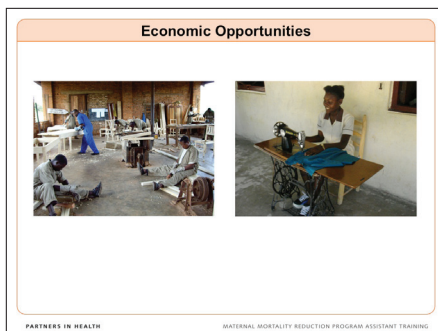 Economic Opportunities
PARTNERS IN HEALTH
MATERNAL MORTALITY REDUCTION PROGRAM ASSISTANT TRAINING